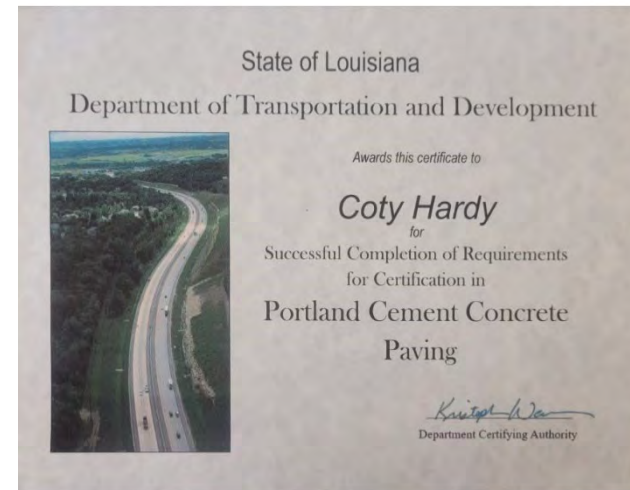 State of Louisiana
Department of Transportation and Development
Awards this certificate to
Coty Hardy
for
Successful Completion of Requirements
for Certification in
Portland Cement Concrete
Paving
Department Certifying Authority